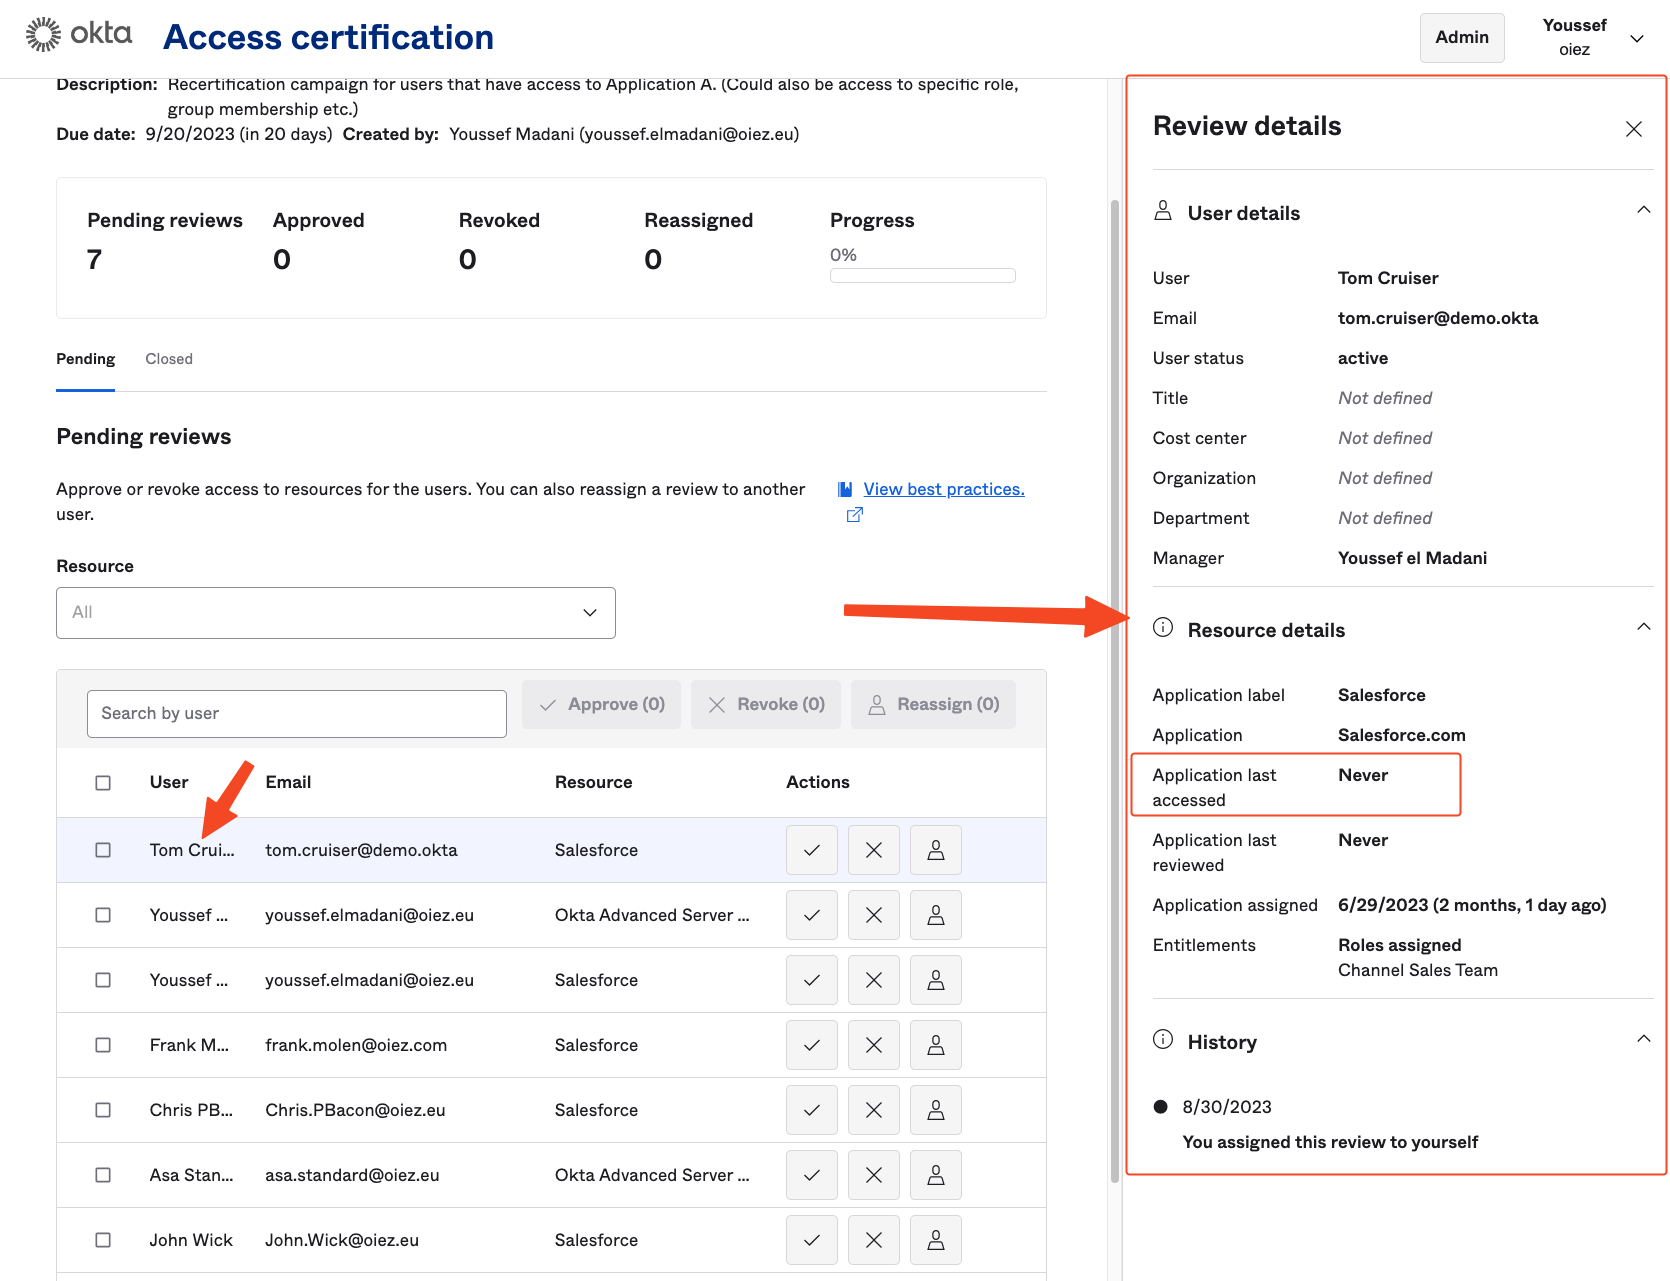 okta
Access certification
Admin
Youssef
oiez
Description: Recertification campaign for users that have access to Application A. (Could also be access to specific role,
group membership etc.)
Due date: 9/20/2023 (in 20 days) Created by: Youssef Madani (youssef.elmadani@oiez.eu)
Pending reviews Approved Revoked Reassigned Progress
7 0 0 0 0%
Pending Closed
Pending reviews
Approve or revoke access to resources for the users. You can also reassign a review to another
user.
View best practices.
Resource
All
Search by user
Approve (0) Revoke (0) Reassign (0)
User Email Resource Actions
Tom Crui... tom.cruiser@demo.okta Salesforce
Youssef ... youssef.elmadani@oiez.eu Okta Advanced Server ...
Youssef ... youssef.elmadani@oiez.eu Salesforce
Frank M... frank.molen@oiez.com Salesforce
Chris PB... Chris.PBacon@oiez.eu Salesforce
Asa Stan... asa.standard@oiez.eu Okta Advanced Server ...
John Wick John.Wick@oiez.eu Salesforce
Review details
User details
User Tom Cruiser
Email tom.cruiser@demo.okta
User status active
Title Not defined
Cost center Not defined
Organization Not defined
Department Not defined
Manager Youssef el Madani
Resource details
Application label Salesforce
Application Salesforce.com
Application last Never
accessed
Application last Never
reviewed
Application assigned 6/29/2023 (2 months, 1 day ago)
Entitlements Roles assigned
Channel Sales Team
History
8/30/2023
You assigned this review to yourself